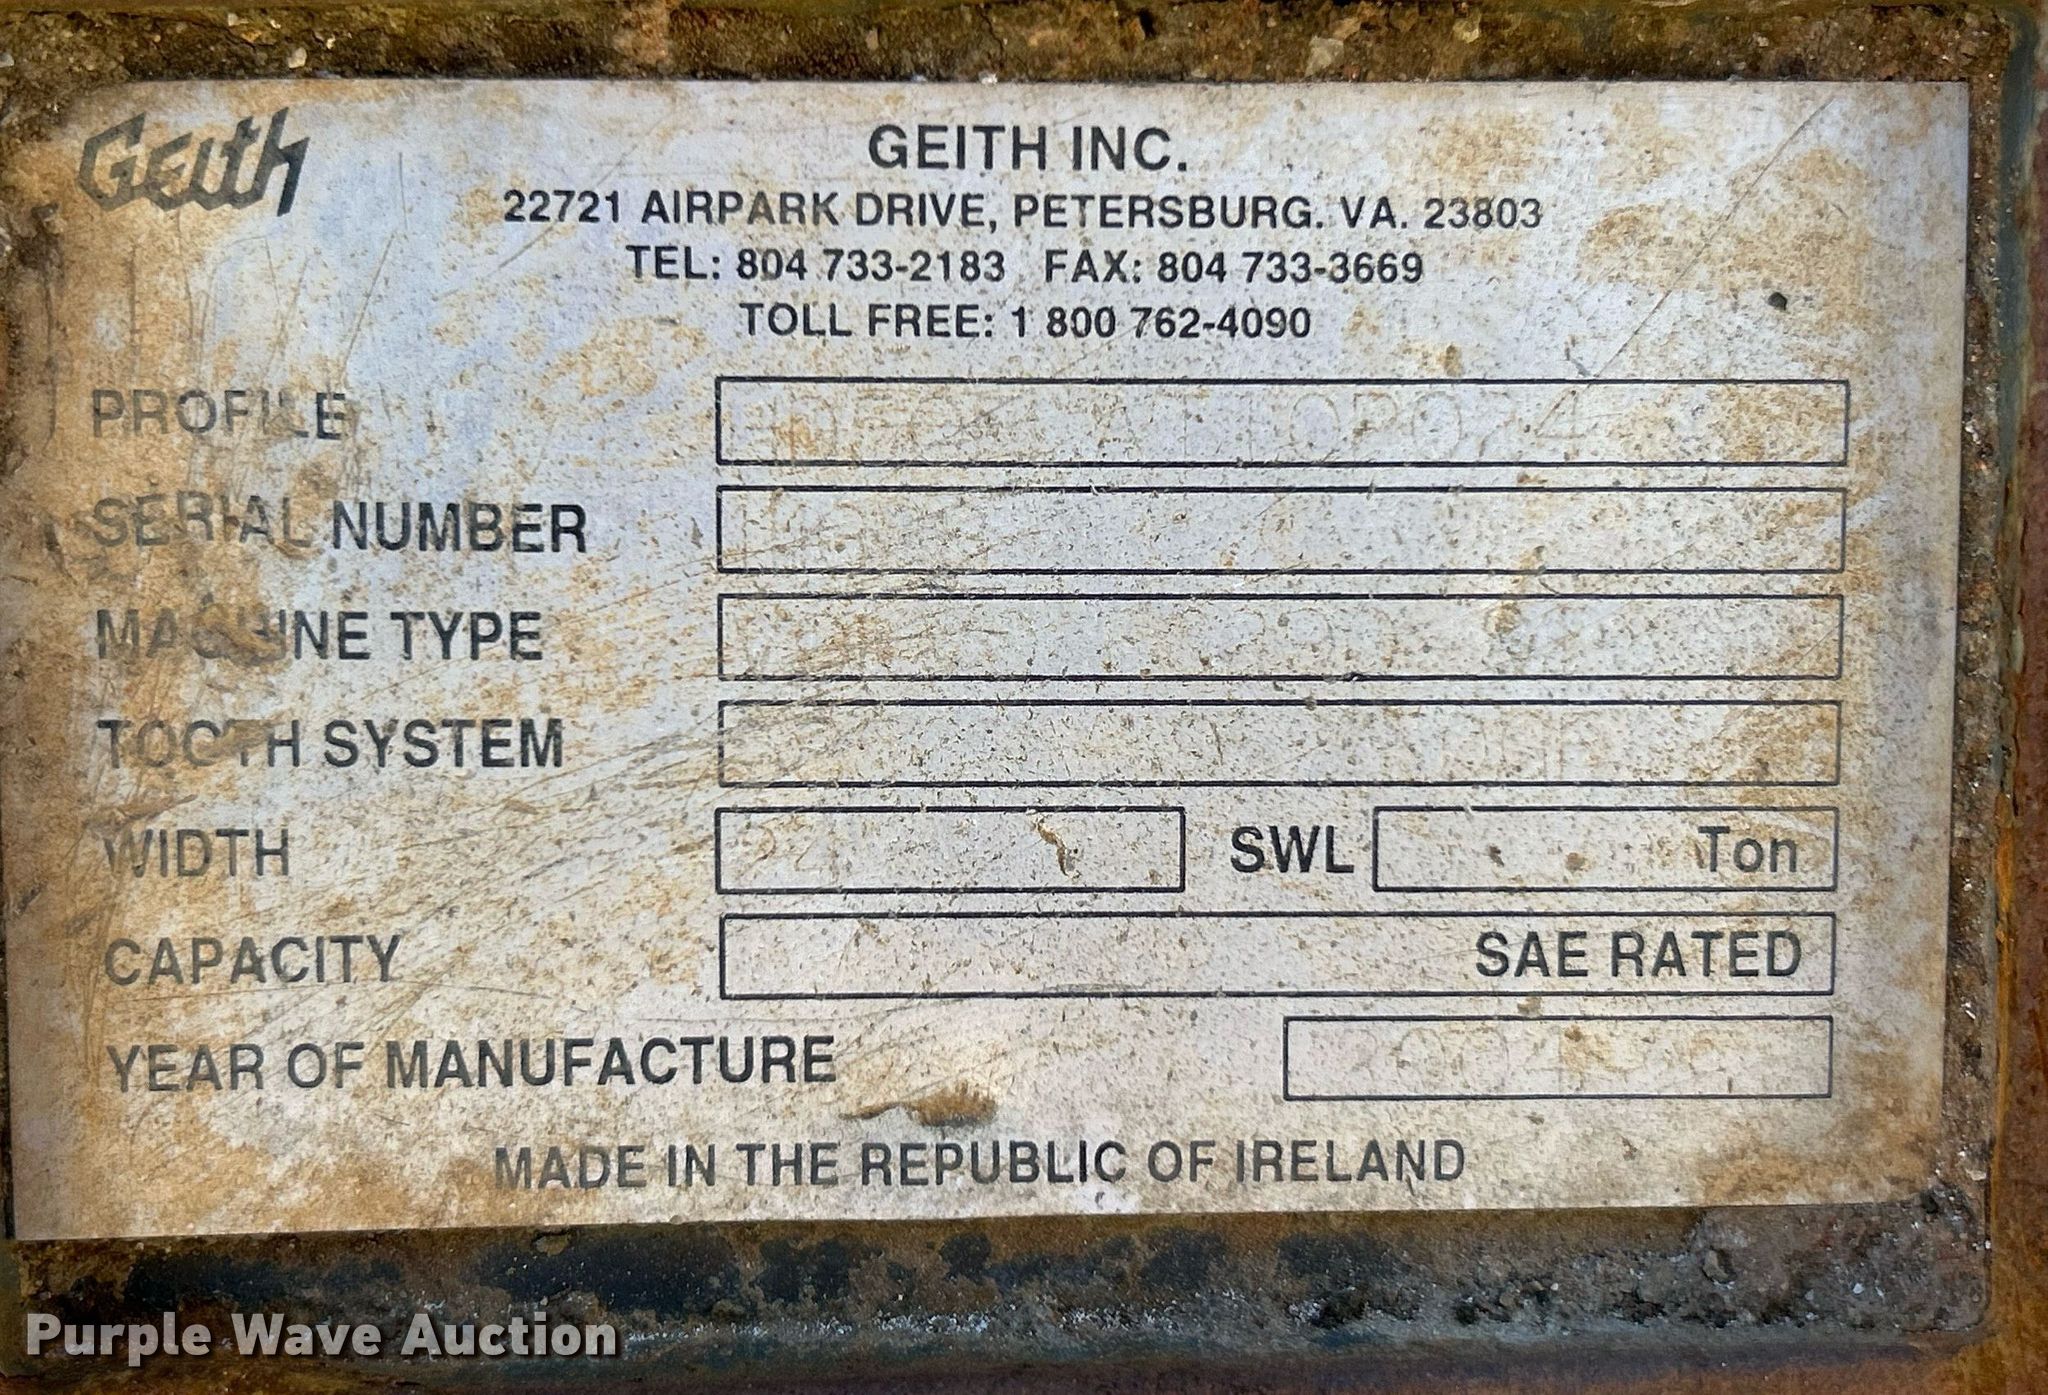 Geith
GEITH INC.
22721 AIRPARK DRIVE, PETERSBURG. VA. 23803
TEL: 804 733-2183 FAX: 804 733-3669
TOLL FREE: 1 800 762-4090
PROFILE
SERIAL NUMBER
MACHINE TYPE
TOOTH SYSTEM
WIDTH SWL Ton
CAPACITY SAE RATED
YEAR OF MANUFACTURE
MADE IN THE REPUBLIC OF IRELAND
Purple Wave Auction